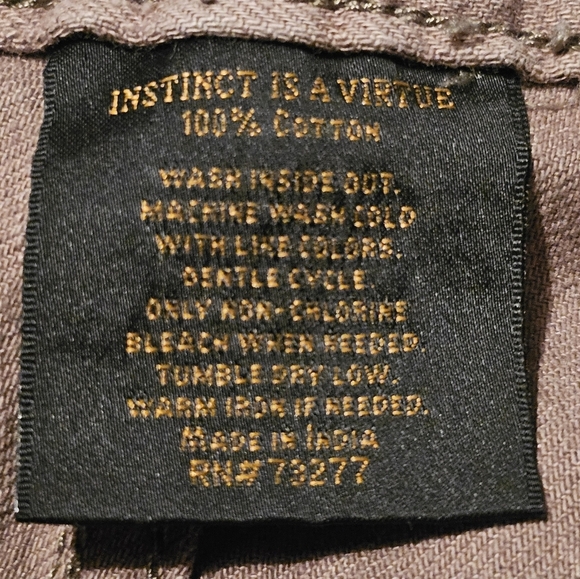 INSTINCT IS A VIRTUE
100% COTTON
WASH INSIDE OUT.
MACHINE WASH COLD
WITH LIKE COLORS.
GENTLE CYCLE
ONLY NON-CHLORINE
BLEACH WHEN NEEDED.
TUMBLE DRY LOW.
WARM IRON IF NEEDED.
MADE IN INDIA
RN# 79277